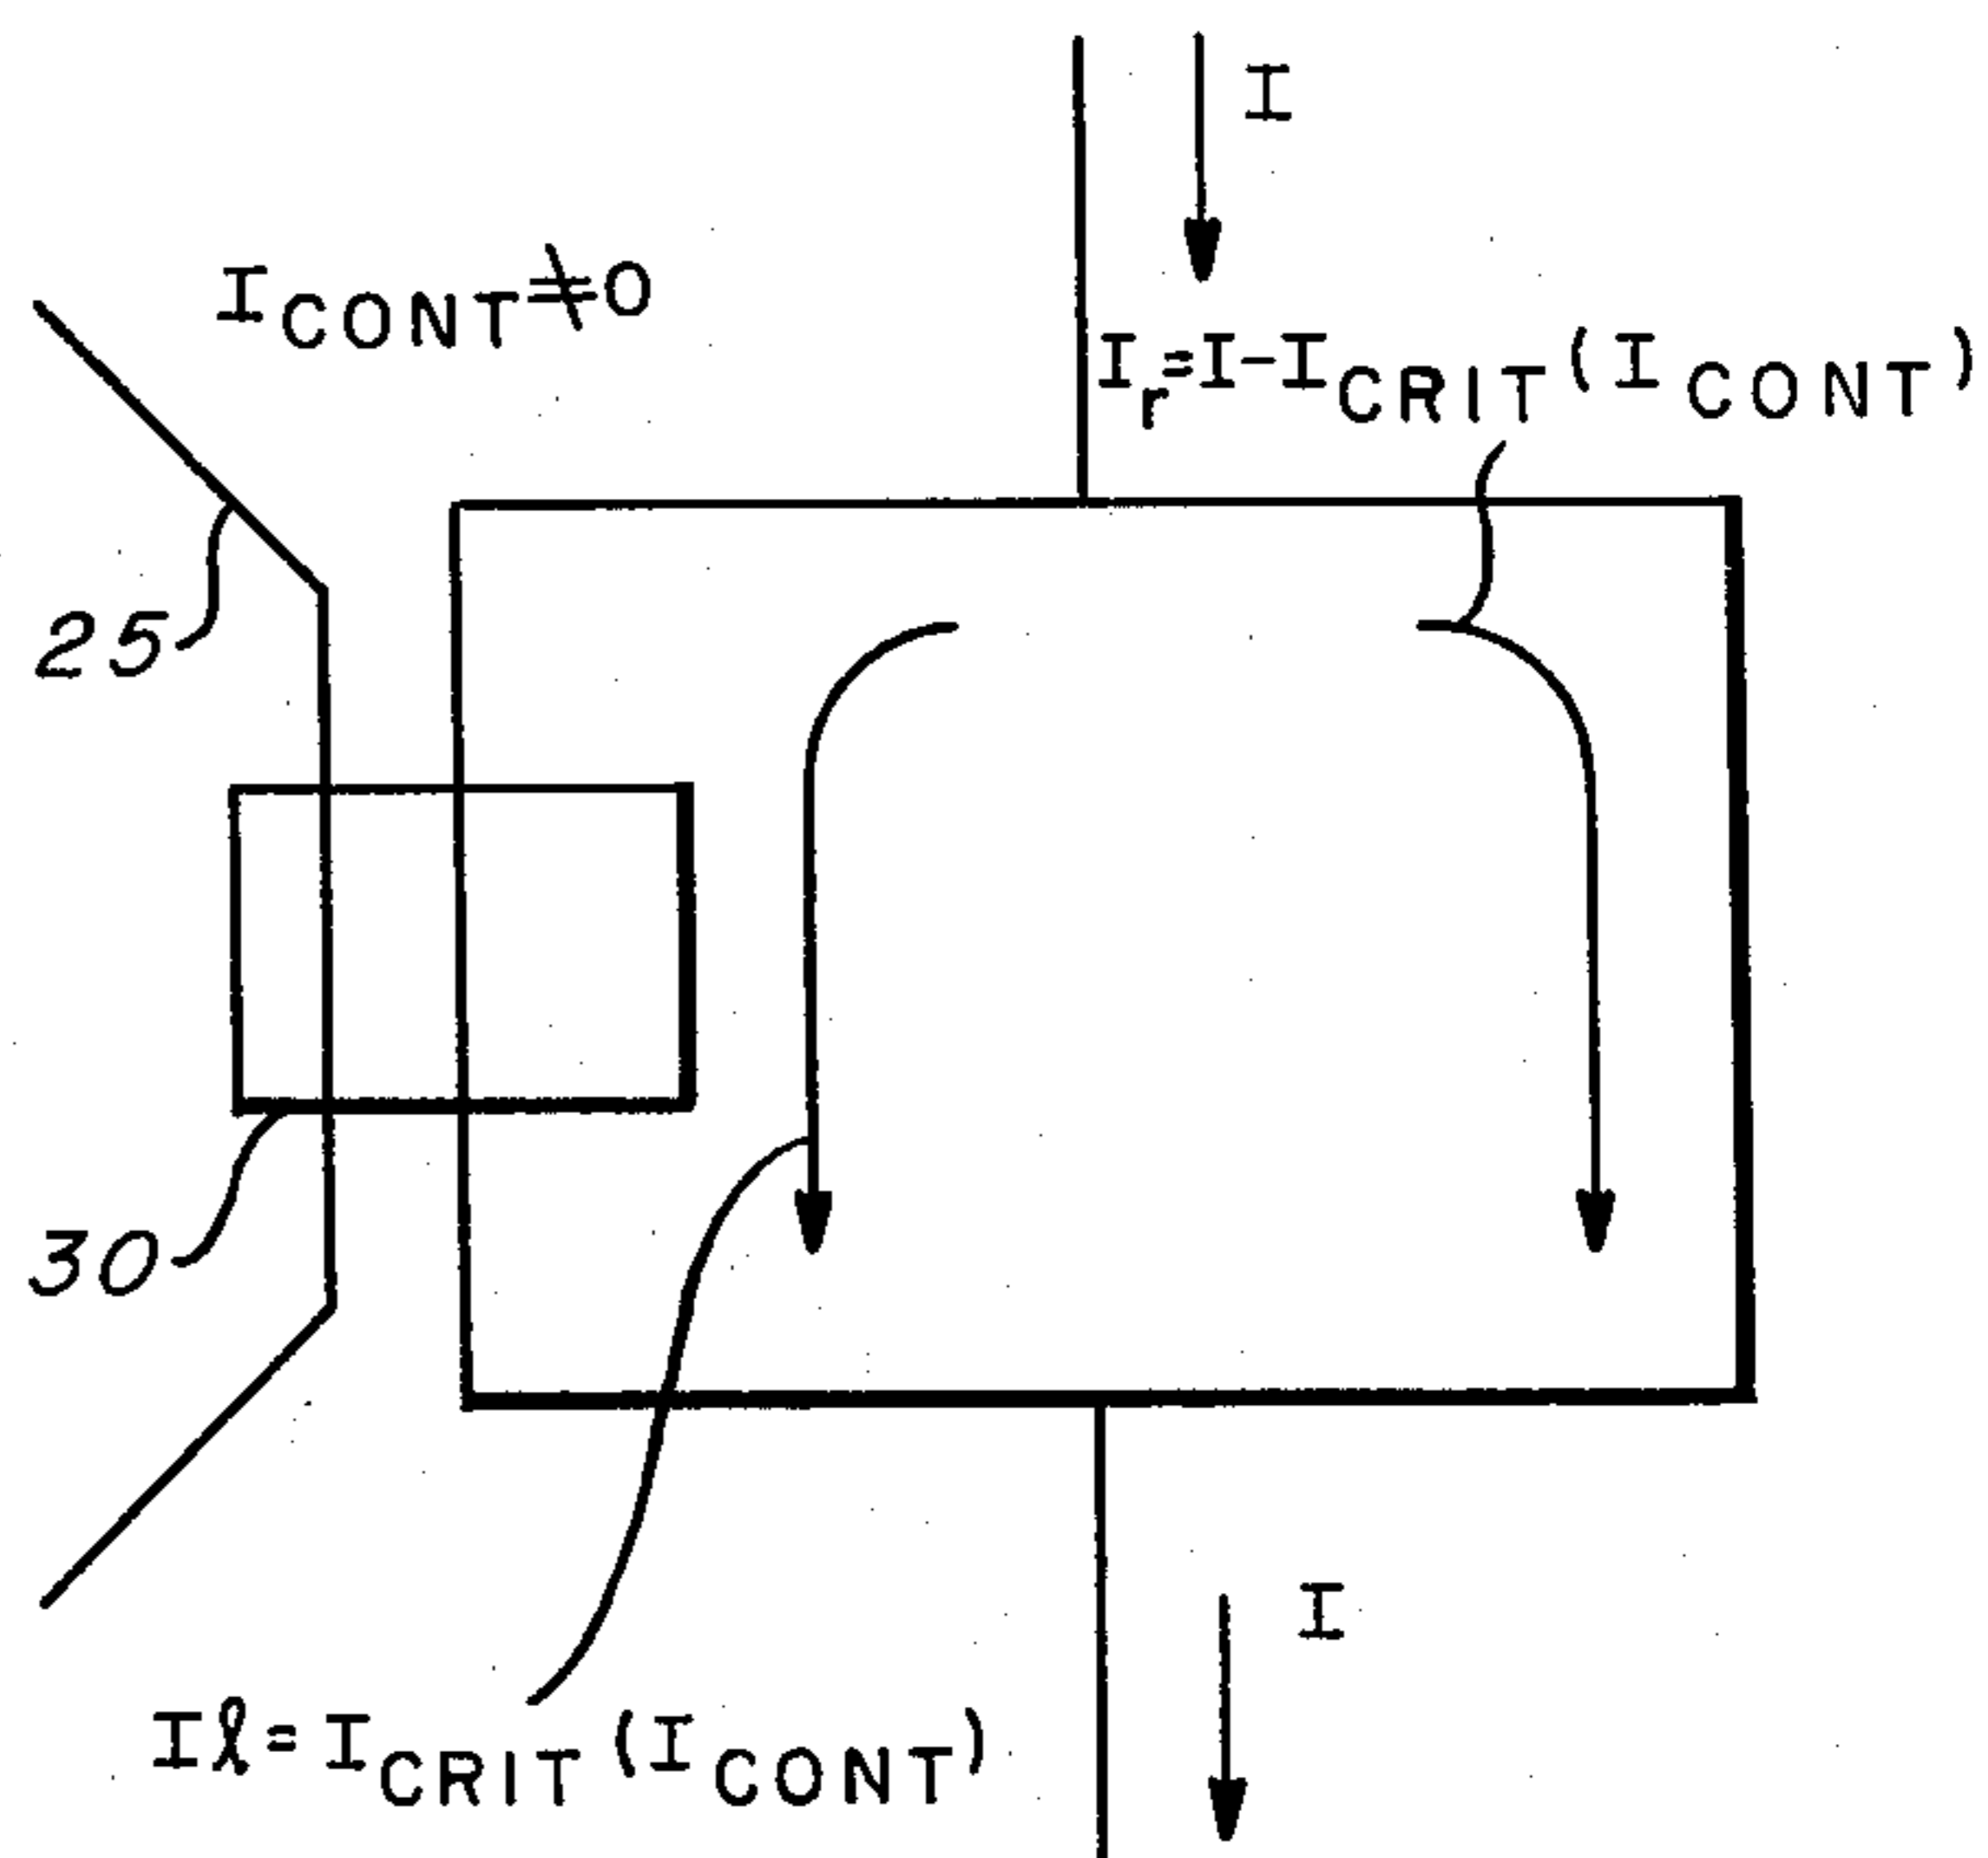 I
I_CONT≠0
I_r=I-I_CRIT(I_CONT)
25
30
I
Iℓ=I_CRIT(I_CONT)